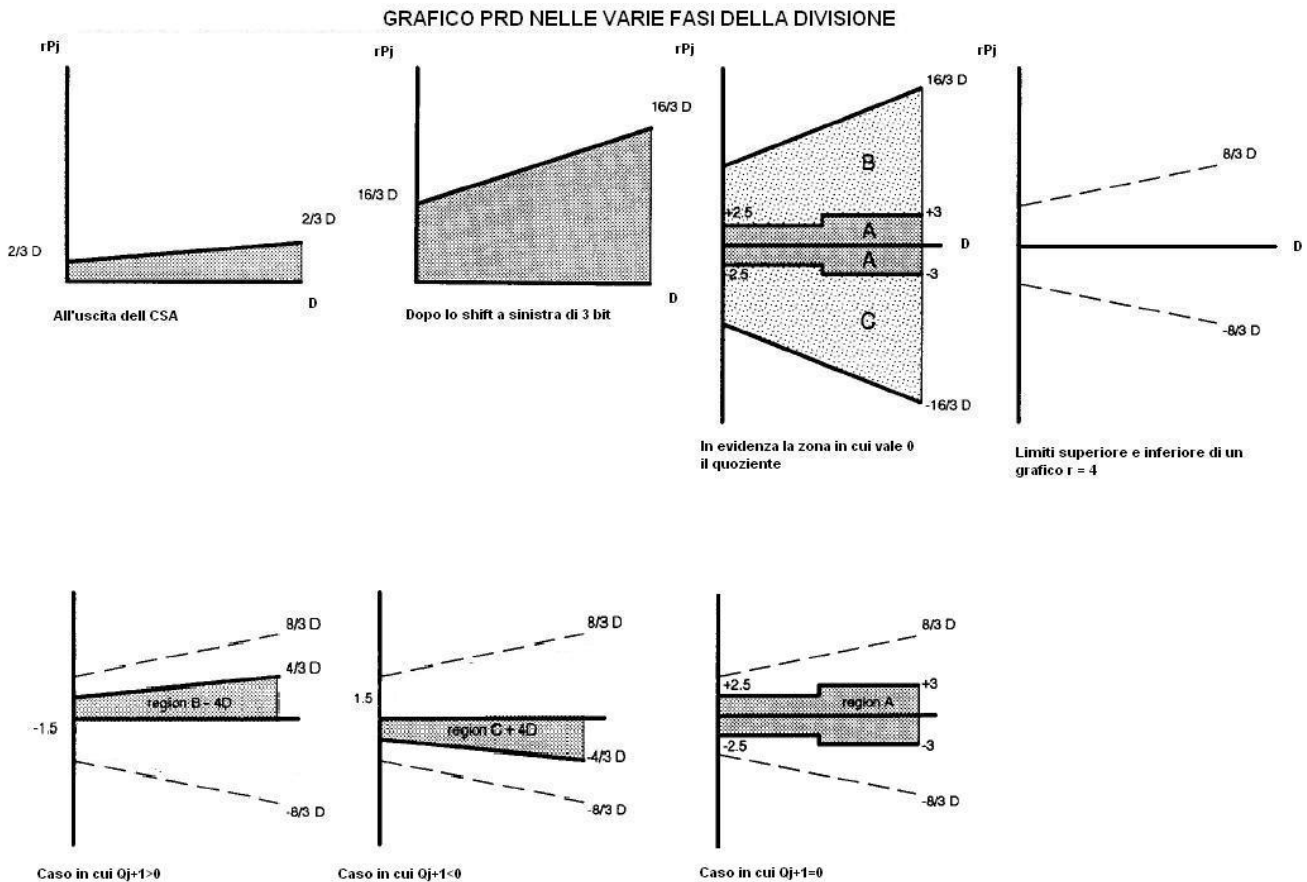 GRAFICO PRD NELLE VARIE FASI DELLA DIVISIONE
rPj
2/3 D
2/3 D
D
All'uscita dell CSA
rPj
16/3 D
16/3 D
D
Dopo lo shift a sinistra di 3 bit
rPj
16/3 D
B
+2.5
+3
A
D
A
-2.5
-3
C
-16/3 D
In evidenza la zona in cui vale 0
il quoziente
rPj
8/3 D
D
-8/3 D
Limiti superiore e inferiore di un
grafico r = 4
8/3 D
4/3 D
region B - 4D
-1.5
-8/3 D
Caso in cui Qj+1>0
8/3 D
1.5
region C + 4D
-4/3 D
-8/3 D
Caso in cui Qj+1<0
8/3 D
+2.5
+3
region A
-2.5
-3
-8/3 D
Caso in cui Qj+1=0